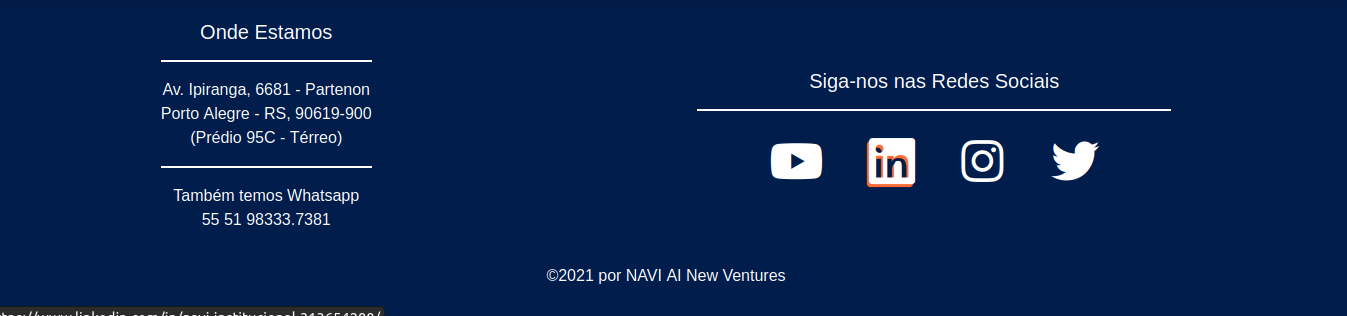 Onde Estamos
Av. Ipiranga, 6681 - Partenon
Porto Alegre - RS, 90619-900
(Prédio 95C - Térreo)
Também temos Whatsapp
55 51 98333.7381
Siga-nos nas Redes Sociais
in
©2021 por NAVI AI New Ventures